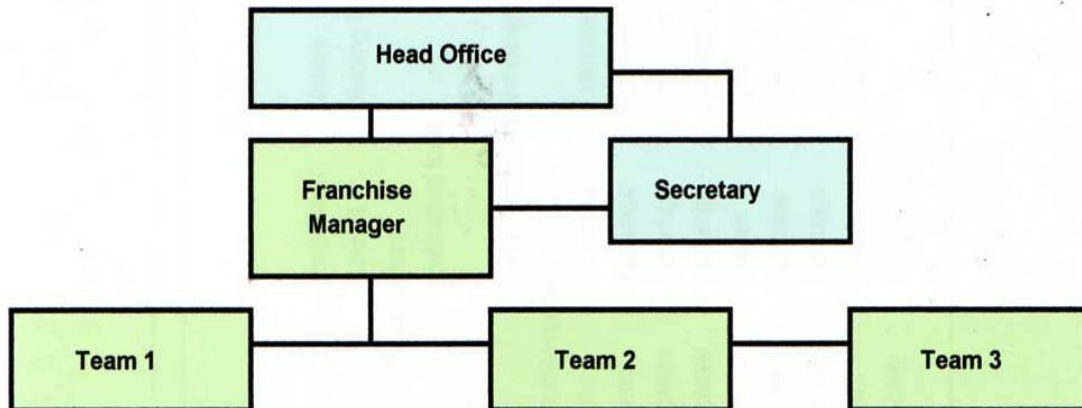 Head Office
Franchise
Manager
Secretary
Team 1
Team 2
Team 3